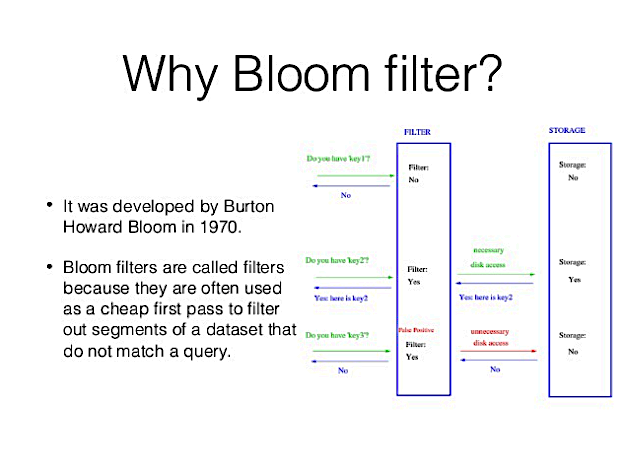 Why Bloom filter?
• It was developed by Burton
Howard Bloom in 1970.
• Bloom filters are called filters
because they are often used
as a cheap first pass to filter
out segments of a dataset that
do not match a query.
FILTER
STORAGE
Do you have 'key1'?
Filter:
No
No
Storage:
No
Do you have 'key2'?
Filter:
Yes
Yes: here is key2
necessary
disk access
Yes: here is key2
Storage:
Yes
Do you have 'key3'?
False Positive
Filter:
Yes
No
unnecessary
disk access
No
Storage:
No